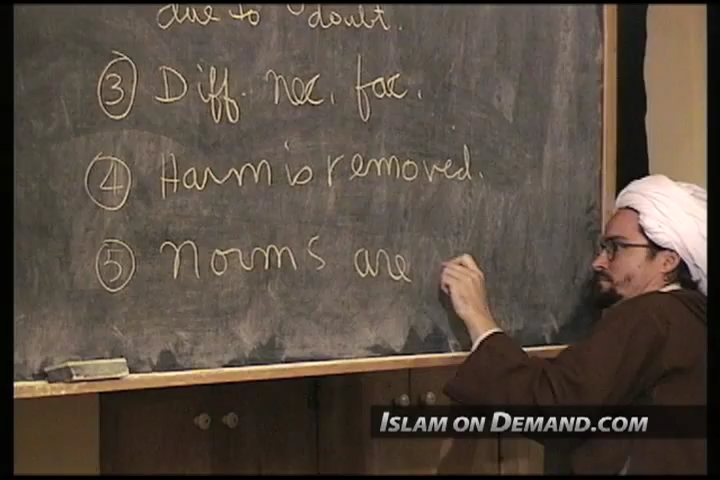 due to doubt.
③ Diff. nec. fac.
④ Harm is removed.
⑤ Norms are
ISLAM ON DEMAND.COM